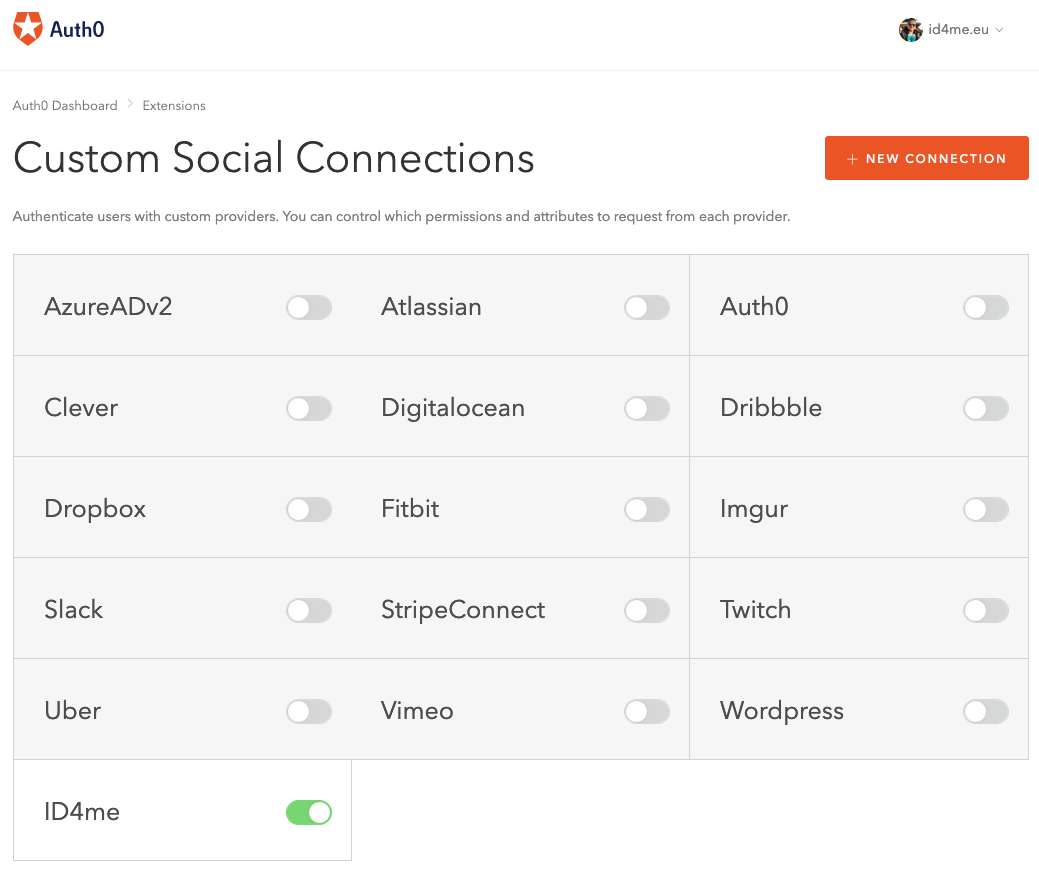 Auth0
id4me.eu
Auth0 Dashboard Extensions
Custom Social Connections
+ NEW CONNECTION
Authenticate users with custom providers. You can control which permissions and attributes to request from each provider.
AzureADv2 Atlassian Auth0
Clever Digitalocean Dribbble
Dropbox Fitbit Imgur
Slack StripeConnect Twitch
Uber Vimeo Wordpress
ID4me